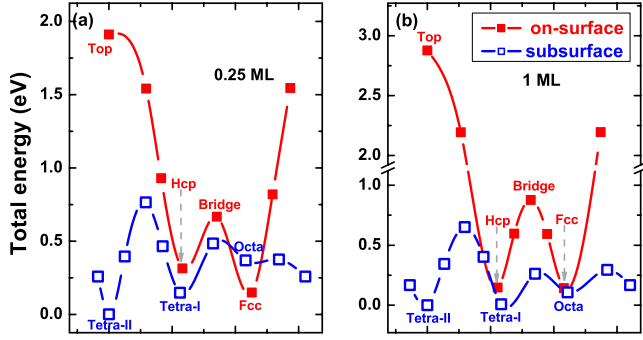 (a)
2.0
Top
0.25 ML
1.5
1.0
Hcp
Bridge
0.5
Octa
Tetra-I
Fcc
0.0
Tetra-II
Total energy (eV)
(b)
on-surface
subsurface
Top
1 ML
3.0
2.5
2.0
1.0
Bridge
Hcp
Fcc
0.5
0.0
Tetra-II
Tetra-I
Octa